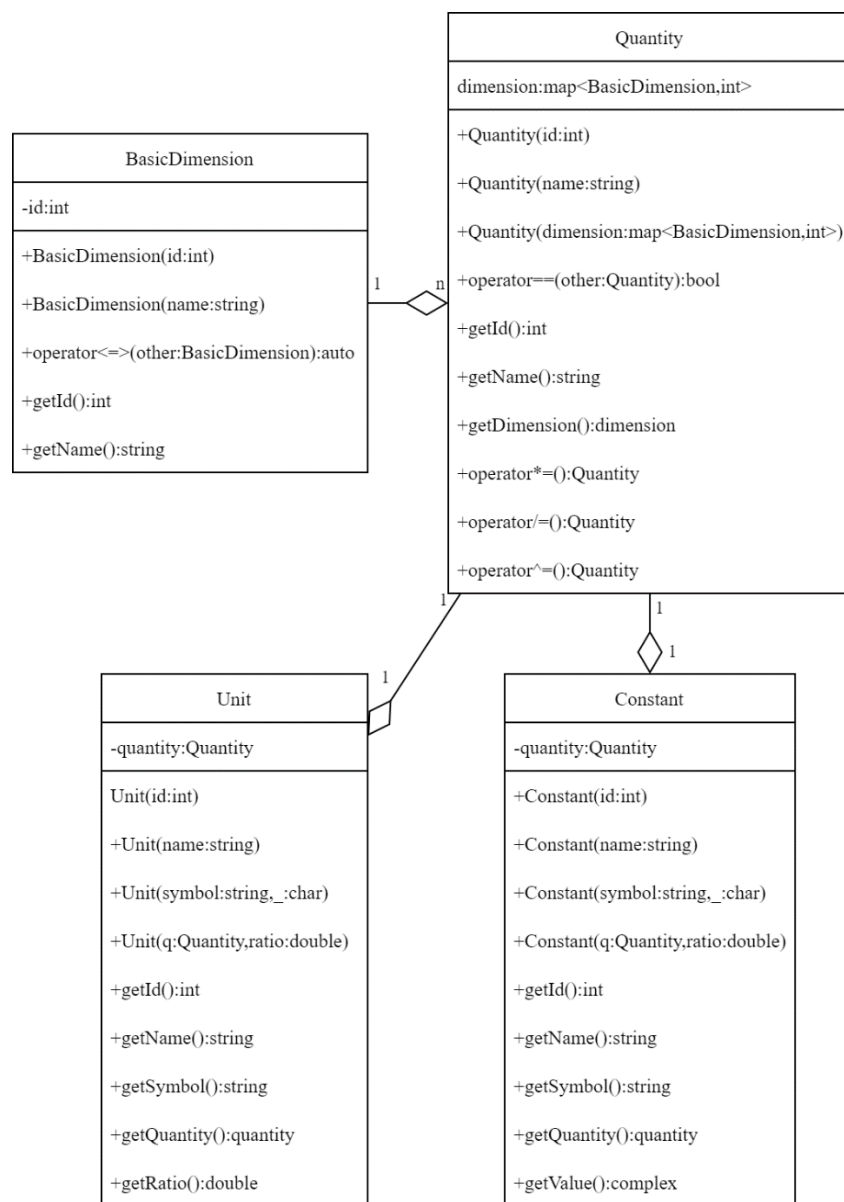 Quantity
dimension:map<BasicDimension,int>
+Quantity(id:int)
+Quantity(name:string)
+Quantity(dimension:map<BasicDimension,int>)
+operator==(other:Quantity):bool
+getId():int
+getName():string
+getDimension():dimension
+operator*=():Quantity
+operator/=():Quantity
+operator^=():Quantity
BasicDimension
-id:int
+BasicDimension(id:int)
+BasicDimension(name:string)
+operator<=>(other:BasicDimension):auto
+getId():int
+getName():string
1
n
1
1
1
1
Unit
-quantity:Quantity
Unit(id:int)
+Unit(name:string)
+Unit(symbol:string,_:char)
+Unit(q:Quantity,ratio:double)
+getId():int
+getName():string
+getSymbol():string
+getQuantity():quantity
+getRatio():double
Constant
-quantity:Quantity
+Constant(id:int)
+Constant(name:string)
+Constant(symbol:string,_:char)
+Constant(q:Quantity,ratio:double)
+getId():int
+getName():string
+getSymbol():string
+getQuantity():quantity
+getValue():complex